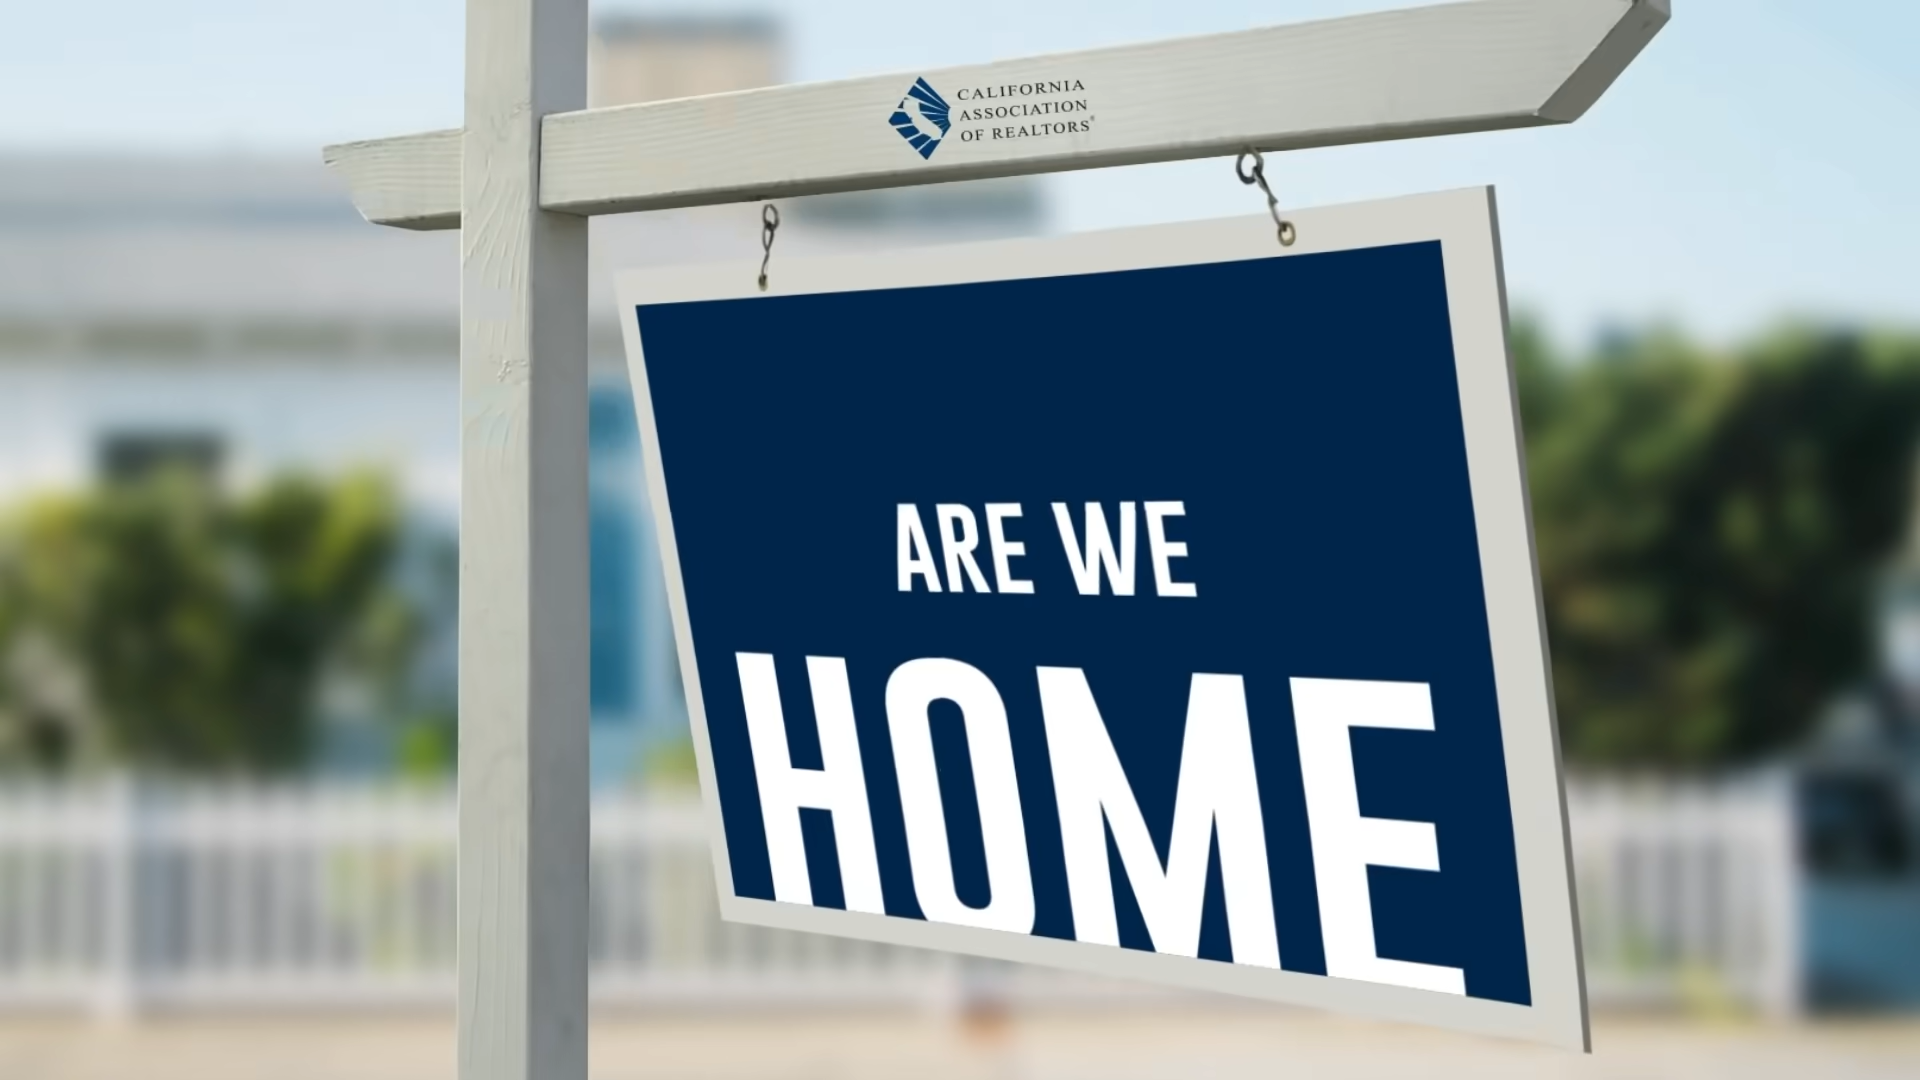 CALIFORNIA
ASSOCIATION
OF REALTORS®
ARE WE
HOME